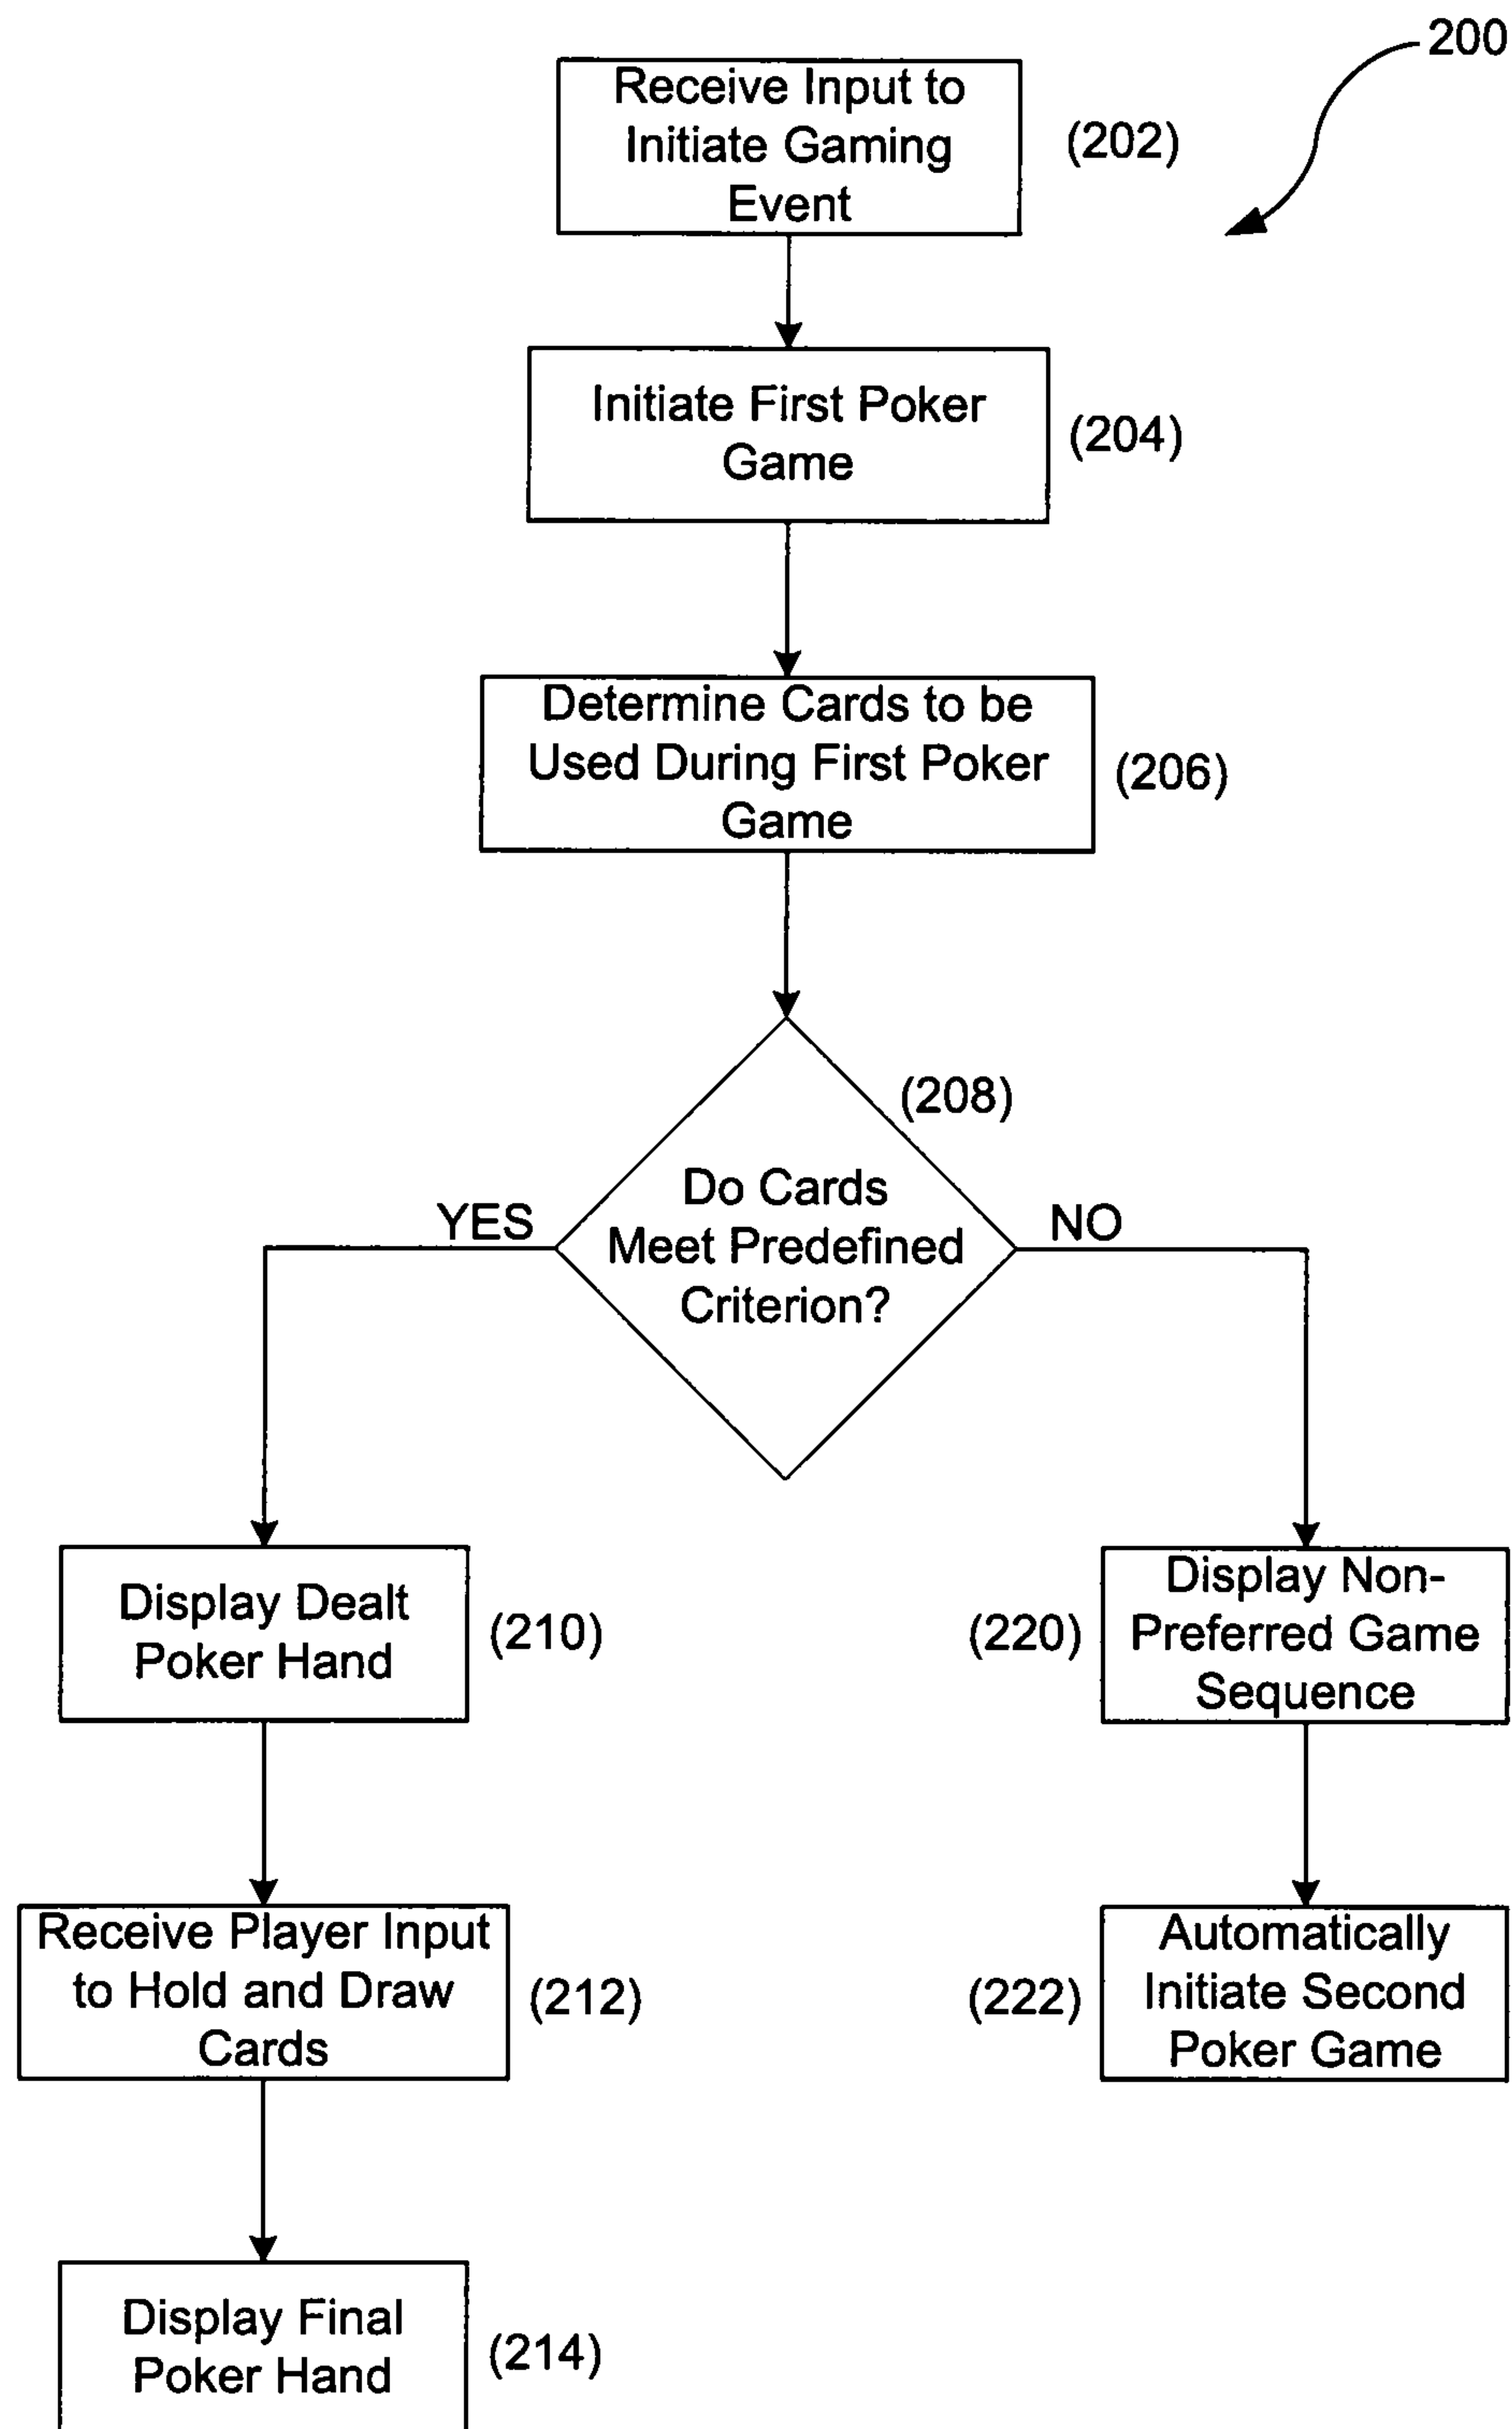 200
Receive Input to
Initiate Gaming
Event
(202)
Initiate First Poker
Game
(204)
Determine Cards to be
Used During First Poker
Game
(206)
(208)
Do Cards
Meet Predefined
Criterion?
YES
NO
Display Dealt
Poker Hand
(210)
(220)
Display Non-
Preferred Game
Sequence
Receive Player Input
to Hold and Draw
Cards
(212)
(222)
Automatically
Initiate Second
Poker Game
Display Final
Poker Hand
(214)